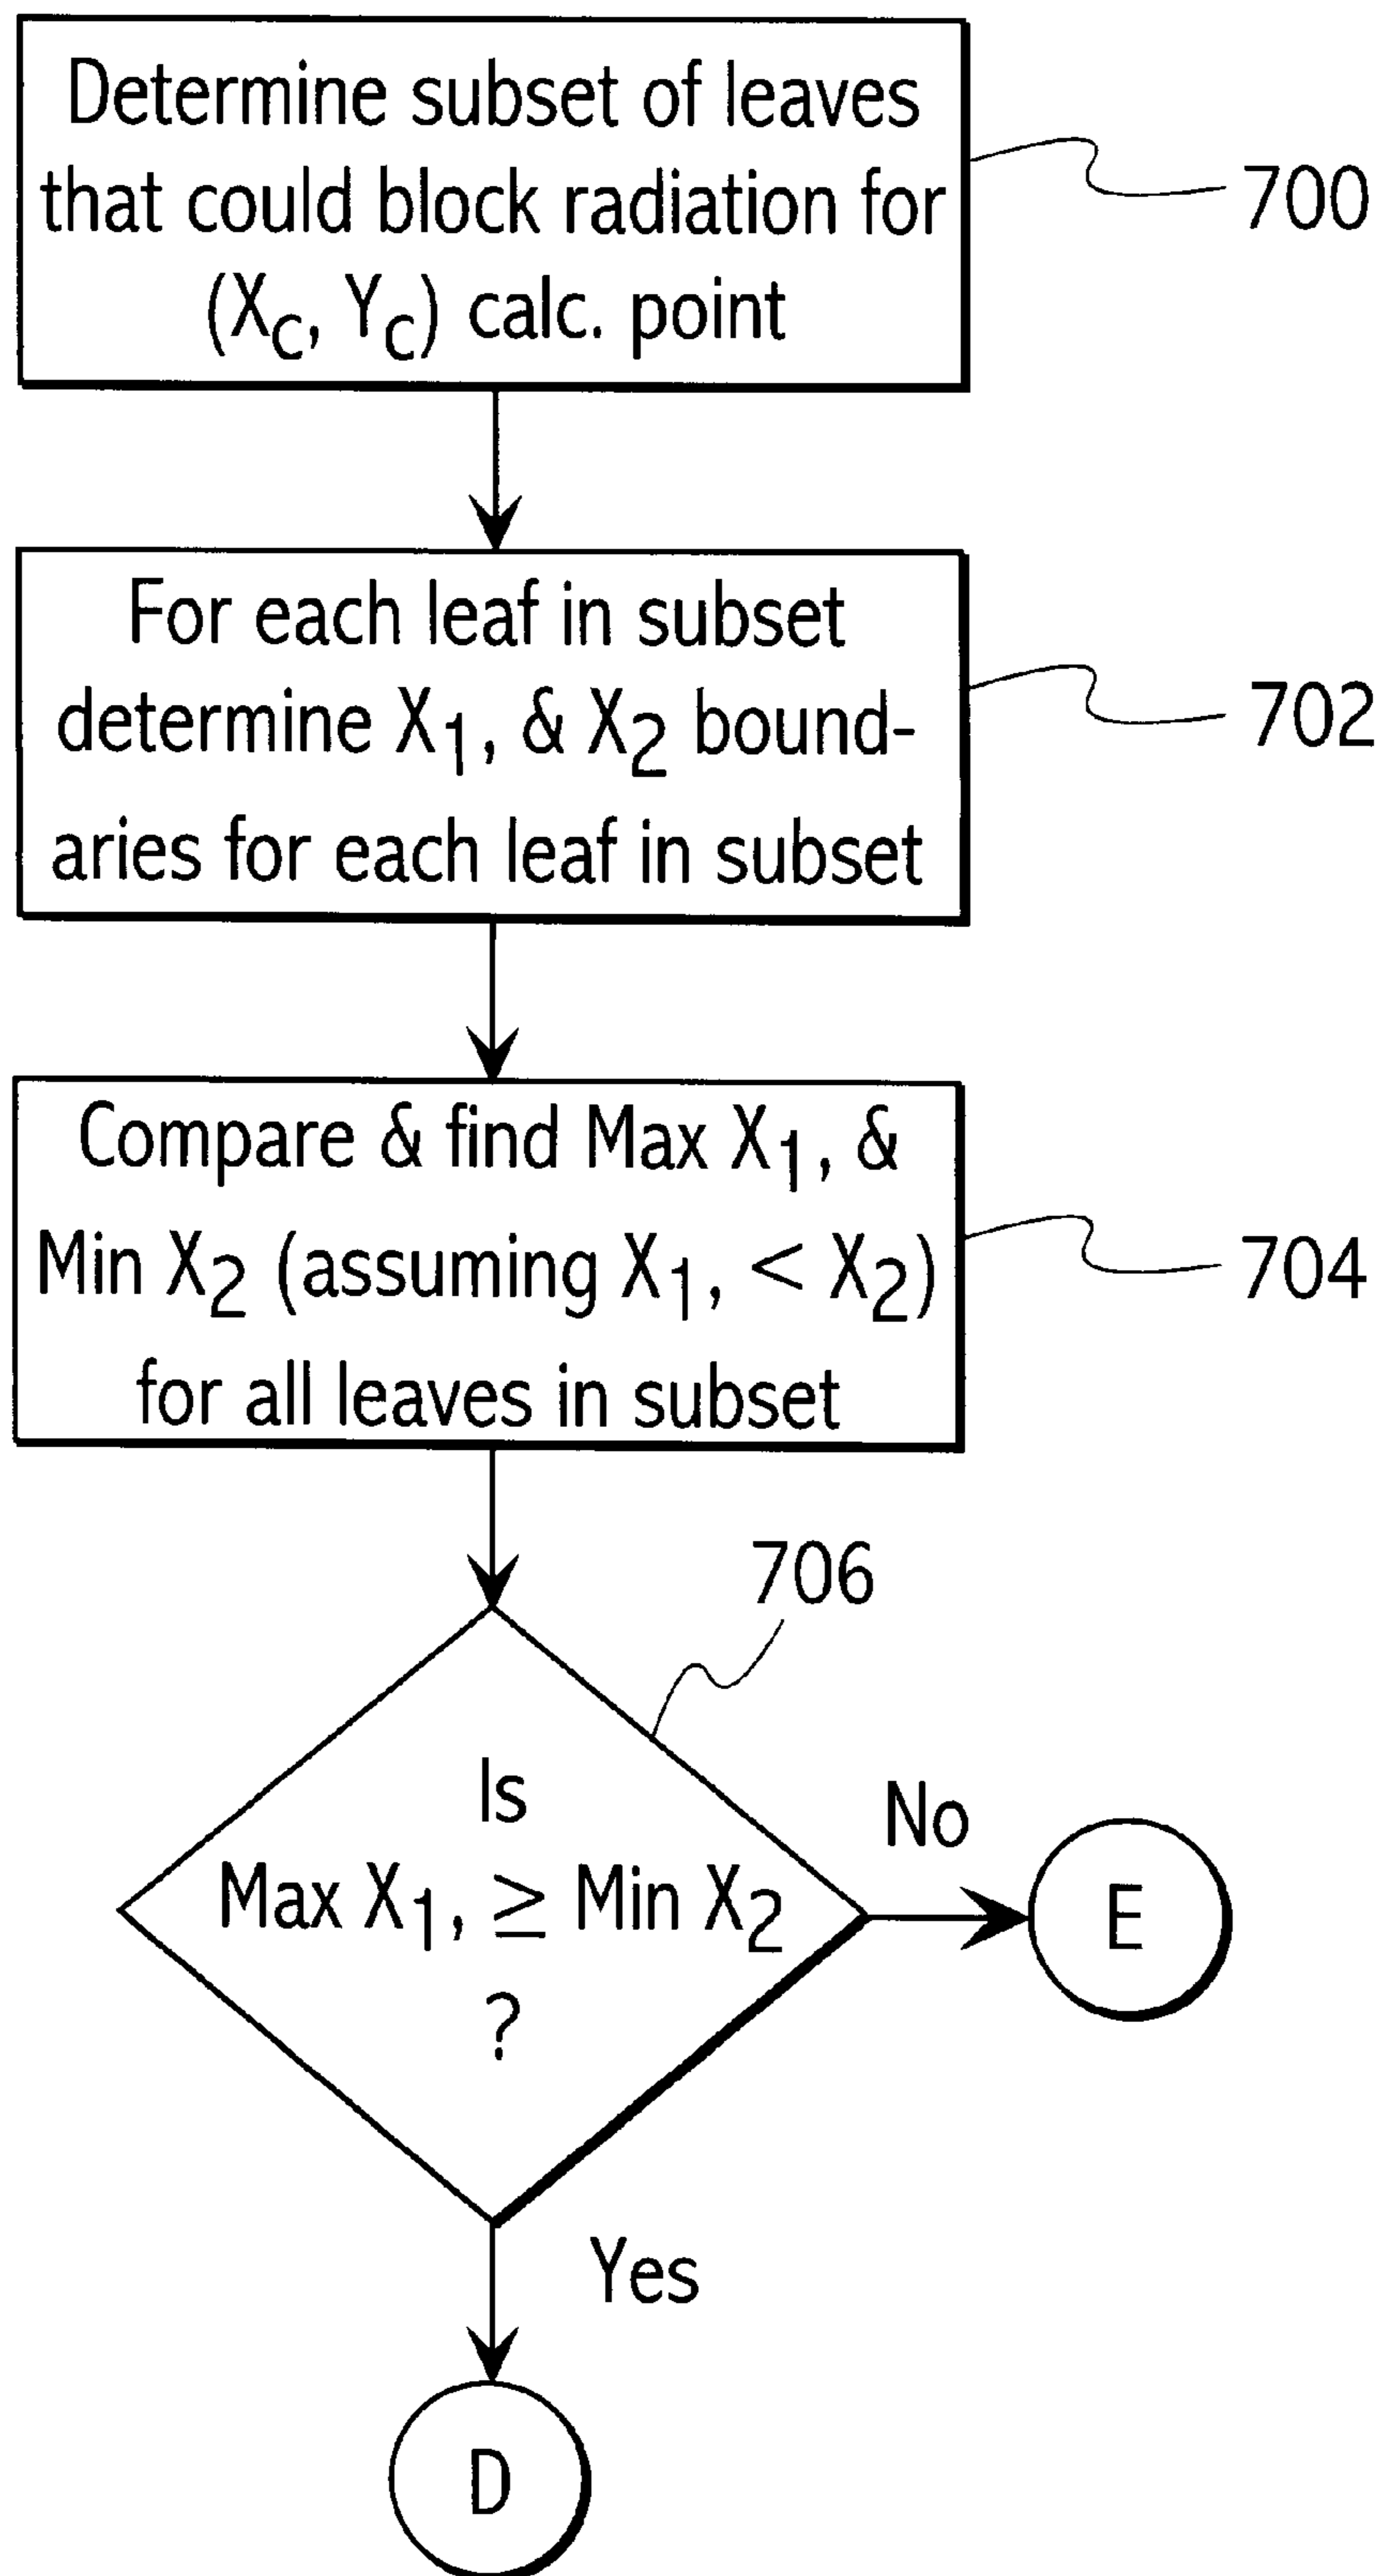 Determine subset of leaves
that could block radiation for
(Xc, Yc) calc. point
700
For each leaf in subset
determine X1, & X2 bound-
aries for each leaf in subset
702
Compare & find Max X1, &
Min X2 (assuming X1, < X2)
for all leaves in subset
704
706
Is
Max X1, ≥ Min X2
?
No
E
Yes
D